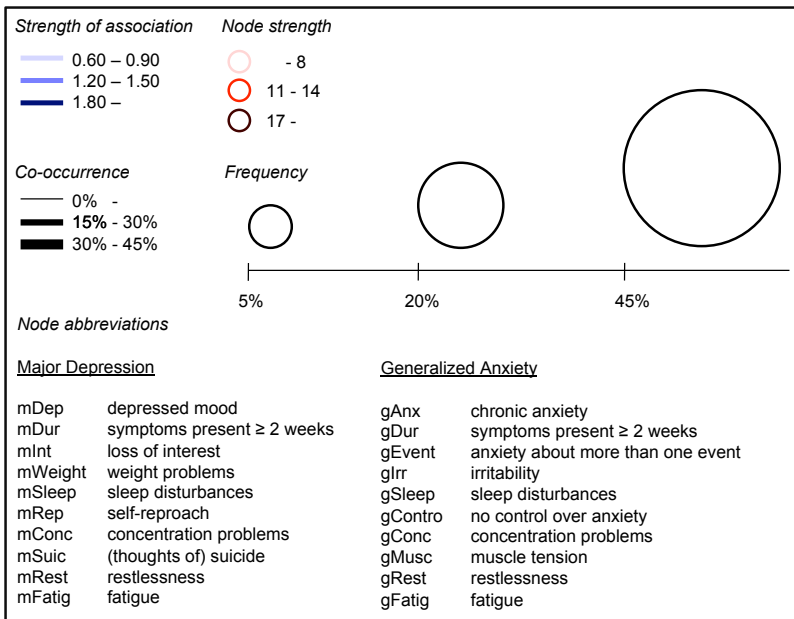 Strength of association
0.60 – 0.90
1.20 – 1.50
1.80 –
Node strength
- 8
11 - 14
17 -
Co-occurrence
0% -
15% - 30%
30% - 45%
Frequency
5% 20% 45%
Node abbreviations
Major Depression
mDep depressed mood
mDur symptoms present ≥ 2 weeks
mInt loss of interest
mWeight weight problems
mSleep sleep disturbances
mRep self-reproach
mConc concentration problems
mSuic (thoughts of) suicide
mRest restlessness
mFatig fatigue
Generalized Anxiety
gAnx chronic anxiety
gDur symptoms present ≥ 2 weeks
gEvent anxiety about more than one event
gIrr irritability
gSleep sleep disturbances
gContro no control over anxiety
gConc concentration problems
gMusc muscle tension
gRest restlessness
gFatig fatigue